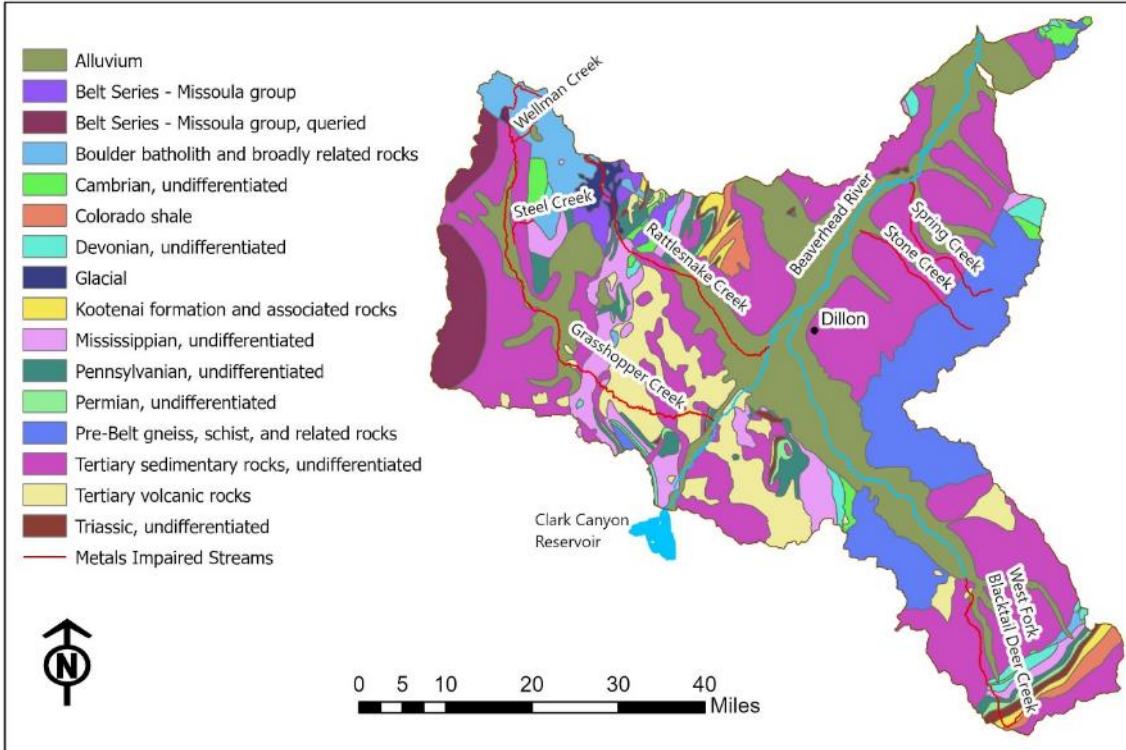 Alluvium
Belt Series - Missoula group
Belt Series - Missoula group, queried
Boulder batholith and broadly related rocks
Cambrian, undifferentiated
Colorado shale
Devonian, undifferentiated
Glacial
Kootenai formation and associated rocks
Mississippian, undifferentiated
Pennsylvanian, undifferentiated
Permian, undifferentiated
Pre-Belt gneiss, schist, and related rocks
Tertiary sedimentary rocks, undifferentiated
Tertiary volcanic rocks
Triassic, undifferentiated
Metals Impaired Streams
N
0 5 10 20 30 40
Miles
Wellman Creek
Steel Creek
Rattlesnake Creek
Grasshopper Creek
Beaverhead River
Spring Creek
Stone Creek
Dillon
Clark Canyon
Reservoir
West Fork
Blacktail Deer Creek